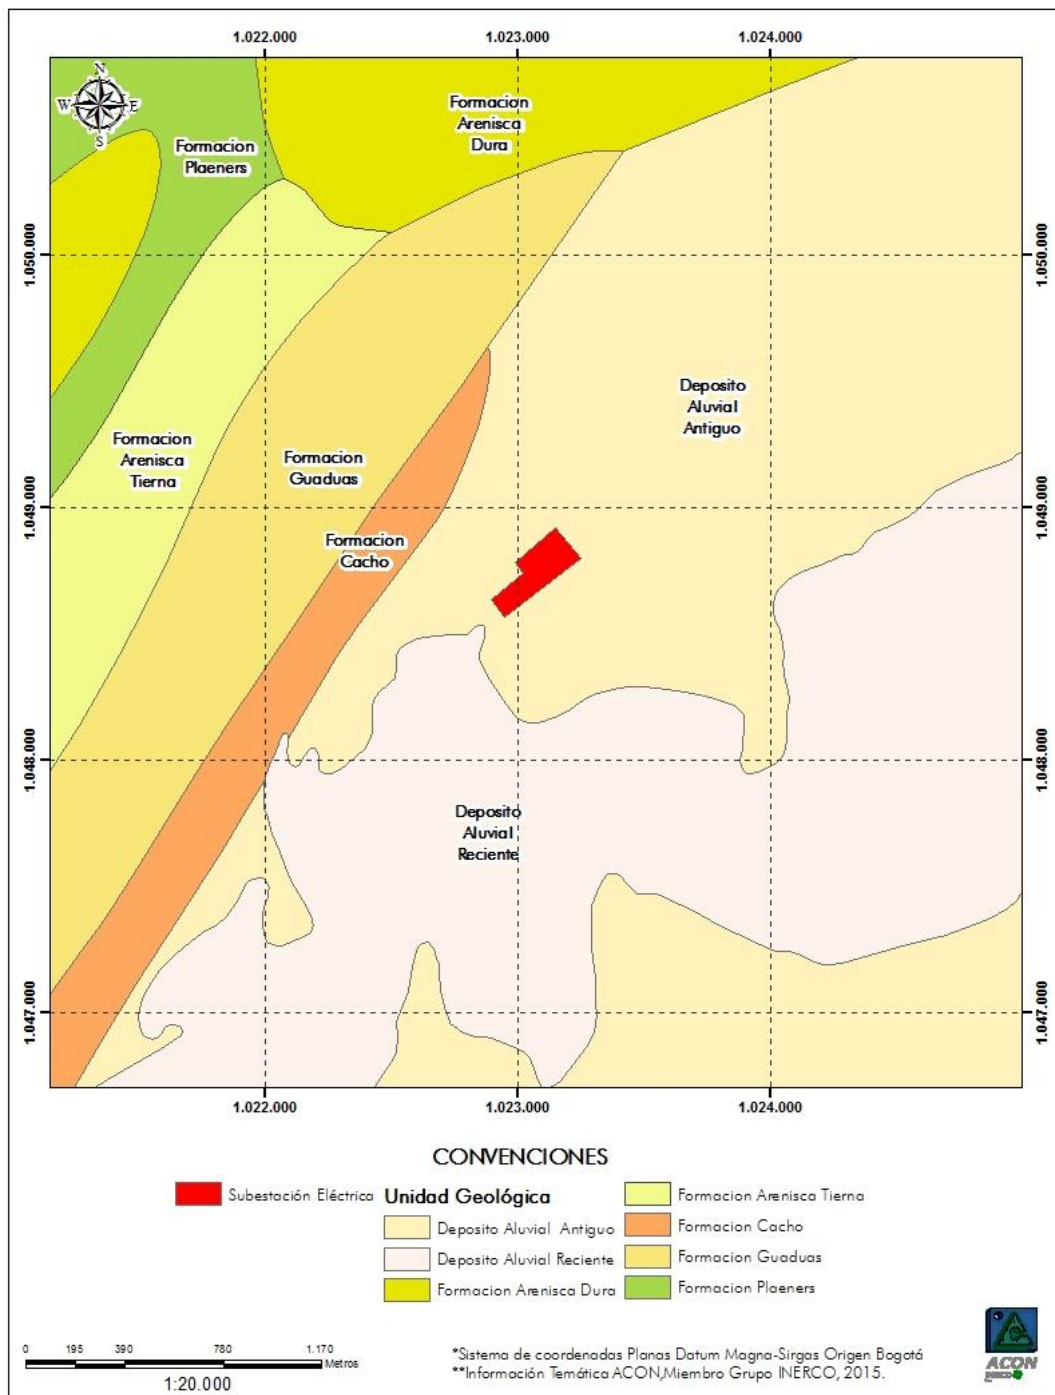 1.022.000 1.023.000 1.024.000
N
W E
S
Formacion
Arenisca
Dura
Formacion
Plaeners
1.050.000 1.050.000
Deposito
Aluvial
Antiguo
Formacion
Arenisca
Tierna
Formacion
Guaduas
1.049.000 1.049.000
Formacion
Cacho
1.048.000 1.048.000
Deposito
Aluvial
Reciente
1.047.000 1.047.000
1.022.000 1.023.000 1.024.000
CONVENCIONES
Subestación Eléctrica
Unidad Geológica
Deposito Aluvial Antiguo
Deposito Aluvial Reciente
Formacion Arenisca Dura
Formacion Arenisca Tierna
Formacion Cacho
Formacion Guaduas
Formacion Plaeners
0 195 390 780 1.170
Metros
1:20.000
*Sistema de coordenadas Planas Datum Magna-Sirgas Origen Bogotá
**Información Temática ACON,Miembro Grupo INERCO, 2015.
ACON